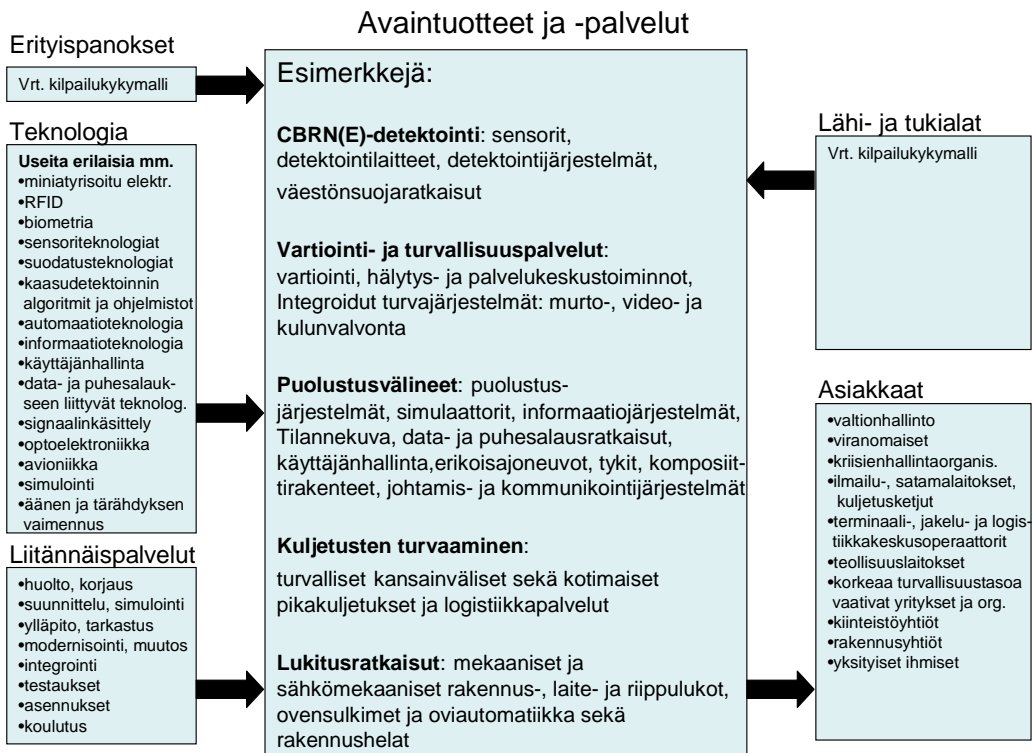 Avaintuotteet ja -palvelut
Erityispanokset
Vrt. kilpailukykymalli
Teknologia
Useita erilaisia mm.
•miniatyrisoitu elektr.
•RFID
•biometria
•sensoriteknologiat
•suodatusteknologiat
•kaasudetektoinnin
algoritmit ja ohjelmistot
•automaatioteknologia
•informaatioteknologia
•käyttäjänhallinta
•data- ja puhesalauk-
seen liittyvät teknolog.
•signaalinkäsittely
•optoelektroniikka
•avioniikka
•simulointi
•äänen ja tärähdyksen
vaimennus
Liitännäispalvelut
•huolto, korjaus
•suunnittelu, simulointi
•ylläpito, tarkastus
•modernisointi, muutos
•integrointi
•testaukset
•asennukset
•koulutus
Esimerkkejä:
CBRN(E)-detektointi: sensorit,
detektointilaitteet, detektointijärjestelmät,
väestönsuojaratkaisut
Vartiointi- ja turvallisuuspalvelut:
vartiointi, hälytys- ja palvelukeskustoiminnot,
Integroidut turvajärjestelmät: murto-, video- ja
kulunvalvonta
Puolustusvälineet: puolustus-
järjestelmät, simulaattorit, informaatiojärjestelmät,
Tilannekuva, data- ja puhesalausratkaisut,
käyttäjänhallinta,erikoisajoneuvot, tykit, komposiit-
tirakenteet, johtamis- ja kommunikointijärjestelmät
Kuljetusten turvaaminen:
turvalliset kansainväliset sekä kotimaiset
pikakuljetukset ja logistiikkapalvelut
Lukitusratkaisut: mekaaniset ja
sähkömekaaniset rakennus-, laite- ja riippulukot,
ovensulkimet ja oviautomatiikka sekä
rakennushelat
Lähi- ja tukialat
Vrt. kilpailukykymalli
Asiakkaat
•valtionhallinto
•viranomaiset
•kriisienhallintaorganis.
•ilmailu-, satamalaitokset,
kuljetusketjut
•terminaali-, jakelu- ja logis-
tiikkakeskusoperaattorit
•teollisuuslaitokset
•korkeaa turvallisuustasoa
vaativat yritykset ja org.
•kiinteistöyhtiöt
•rakennusyhtiöt
•yksityiset ihmiset